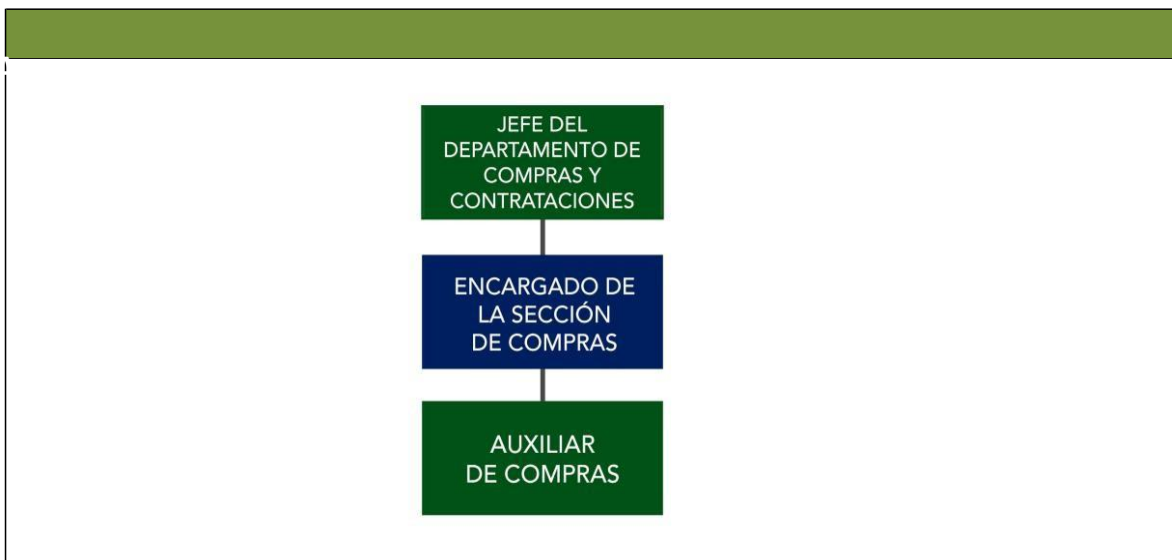 JEFE DEL
DEPARTAMENTO DE
COMPRAS Y
CONTRATACIONES
ENCARGADO DE
LA SECCIÓN
DE COMPRAS
AUXILIAR
DE COMPRAS